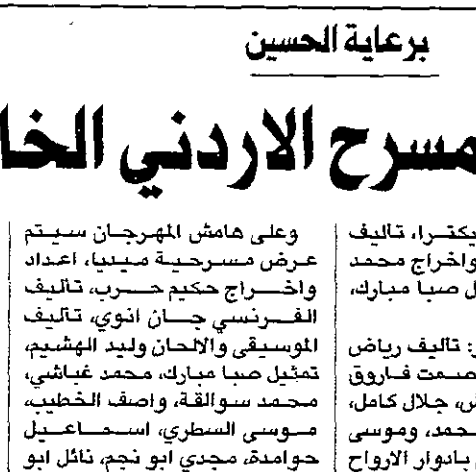 برعاية الحسين
مسرح الاردني الخا
يكترا، تاليف
واخراج محمد
ل صبا مبارك،
: تاليف رياض
صمت فاروق
جلال كامل،
حمد، وموسى
بادوار الارواح
وعلى هامش المهرجان سيتم
عرض مسرحية ميديا، اعداد
واخراج حكيم حرب، تاليف
الفرنسي جان انوي، تاليف
الموسيقى والالحان وليد الهشيم،
تمثيل صبا مبارك، محمد غباشي،
محمد سوالقة، واصف الخطيب،
موسى السطري، اسماعيل
حوامدة، مجدي ابو نجم، نائل ابو